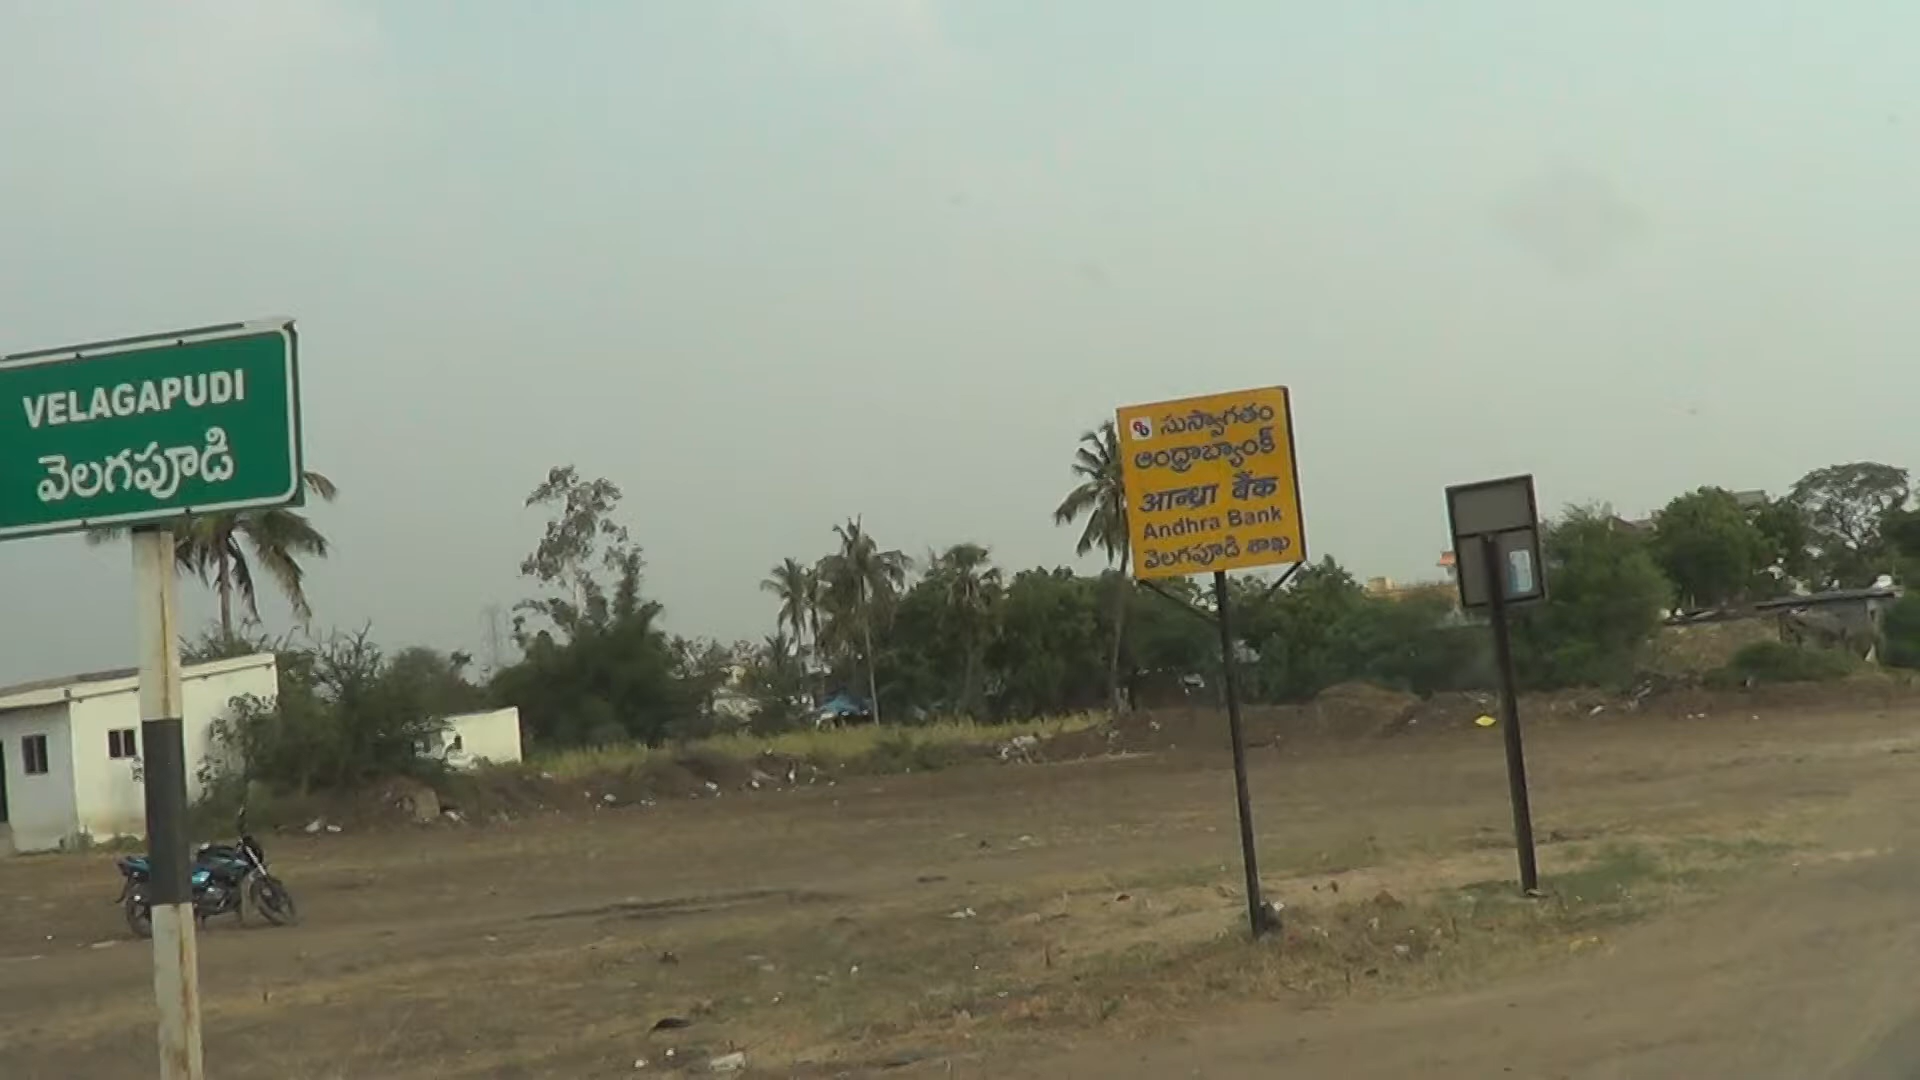 VELAGAPUDI
వెలగపూడి
సుస్వాగతం
ఆంధ్రాబ్యాంక్
आन्ध्रा बैंक
Andhra Bank
వెలగపూడి శాఖ